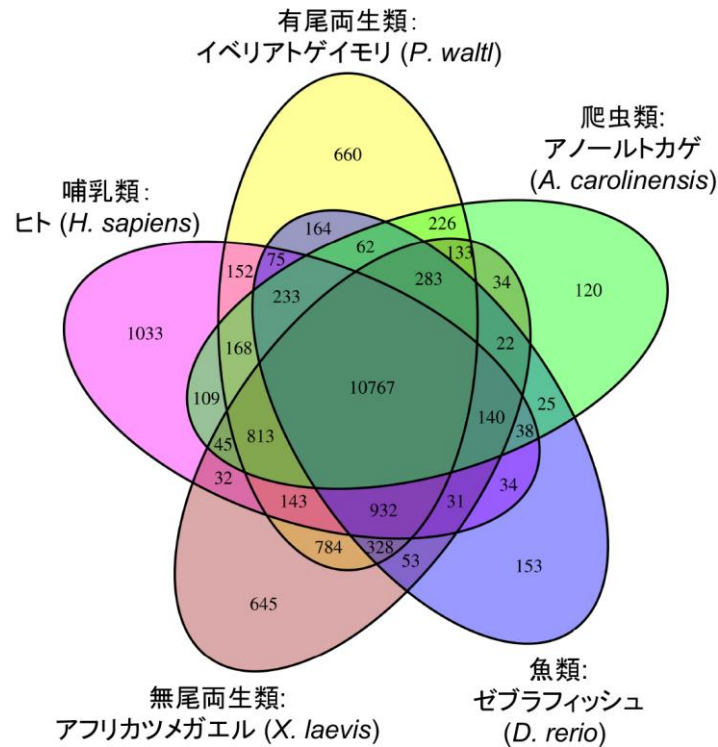 有尾両生類:
イベリアトゲイモリ (P. waltl)
爬虫類:
アノールトカゲ
(A. carolinensis)
哺乳類:
ヒト (H. sapiens)
660
164
62
226
133
34
120
152
75
283
233
22
1033
168
10767
25
109
140
38
45
813
32
143
932
31
34
784
328
53
153
645
無尾両生類:
アフリカツメガエル (X. laevis)
魚類:
ゼブラフィッシュ
(D. rerio)